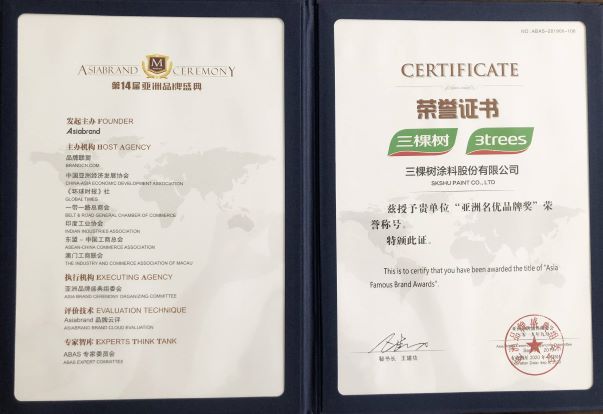 M
ASIABRAND CEREMONY
第14届亚洲品牌盛典
发起主办 FOUNDER
Asiabrand
主办机构 HOST AGENCY
品牌联盟
BRANDCN.COM
中国亚洲经济发展协会
CHINA-ASIA ECONOMIC DEVELOPMENT ASSOCIATION
《环球时报》社
GLOBAL TIMES
一带一路总商会
BELT & ROAD GENERAL CHAMBER OF COMMERCE
印度工业协会
INDIAN INDUSTRIES ASSOCIATION
东盟－中国工商总会
ASEAN-CHINA COMMERCE ASSOCIATION
澳门工商联会
THE INDUSTRY AND COMMERCE ASSOCIATION OF MACAU
执行机构 EXECUTING AGENCY
亚洲品牌盛典组委会
ASIA BRAND CEREMONY ORGANIZING COMMITTEE
评价技术 EVALUATION TECHNIQUE
Asiabrand 品牌云评
ASIABRAND BRAND CLOUD EVALUATION
专家智库 EXPERTS THINK TANK
ABAS 专家委员会
ABAS EXPERT COMMITTEE
NO. ABAS-201909-106
CERTIFICATE
荣誉证书
三棵树 3trees
三棵树涂料股份有限公司
SKSHU PAINT CO., LTD
兹授予贵单位“亚洲名优品牌奖”荣
誉称号。
特颁此证。
This is to certify that you have been awarded the title of "Asia
Famous Brand Awards".
秘书长 王建功